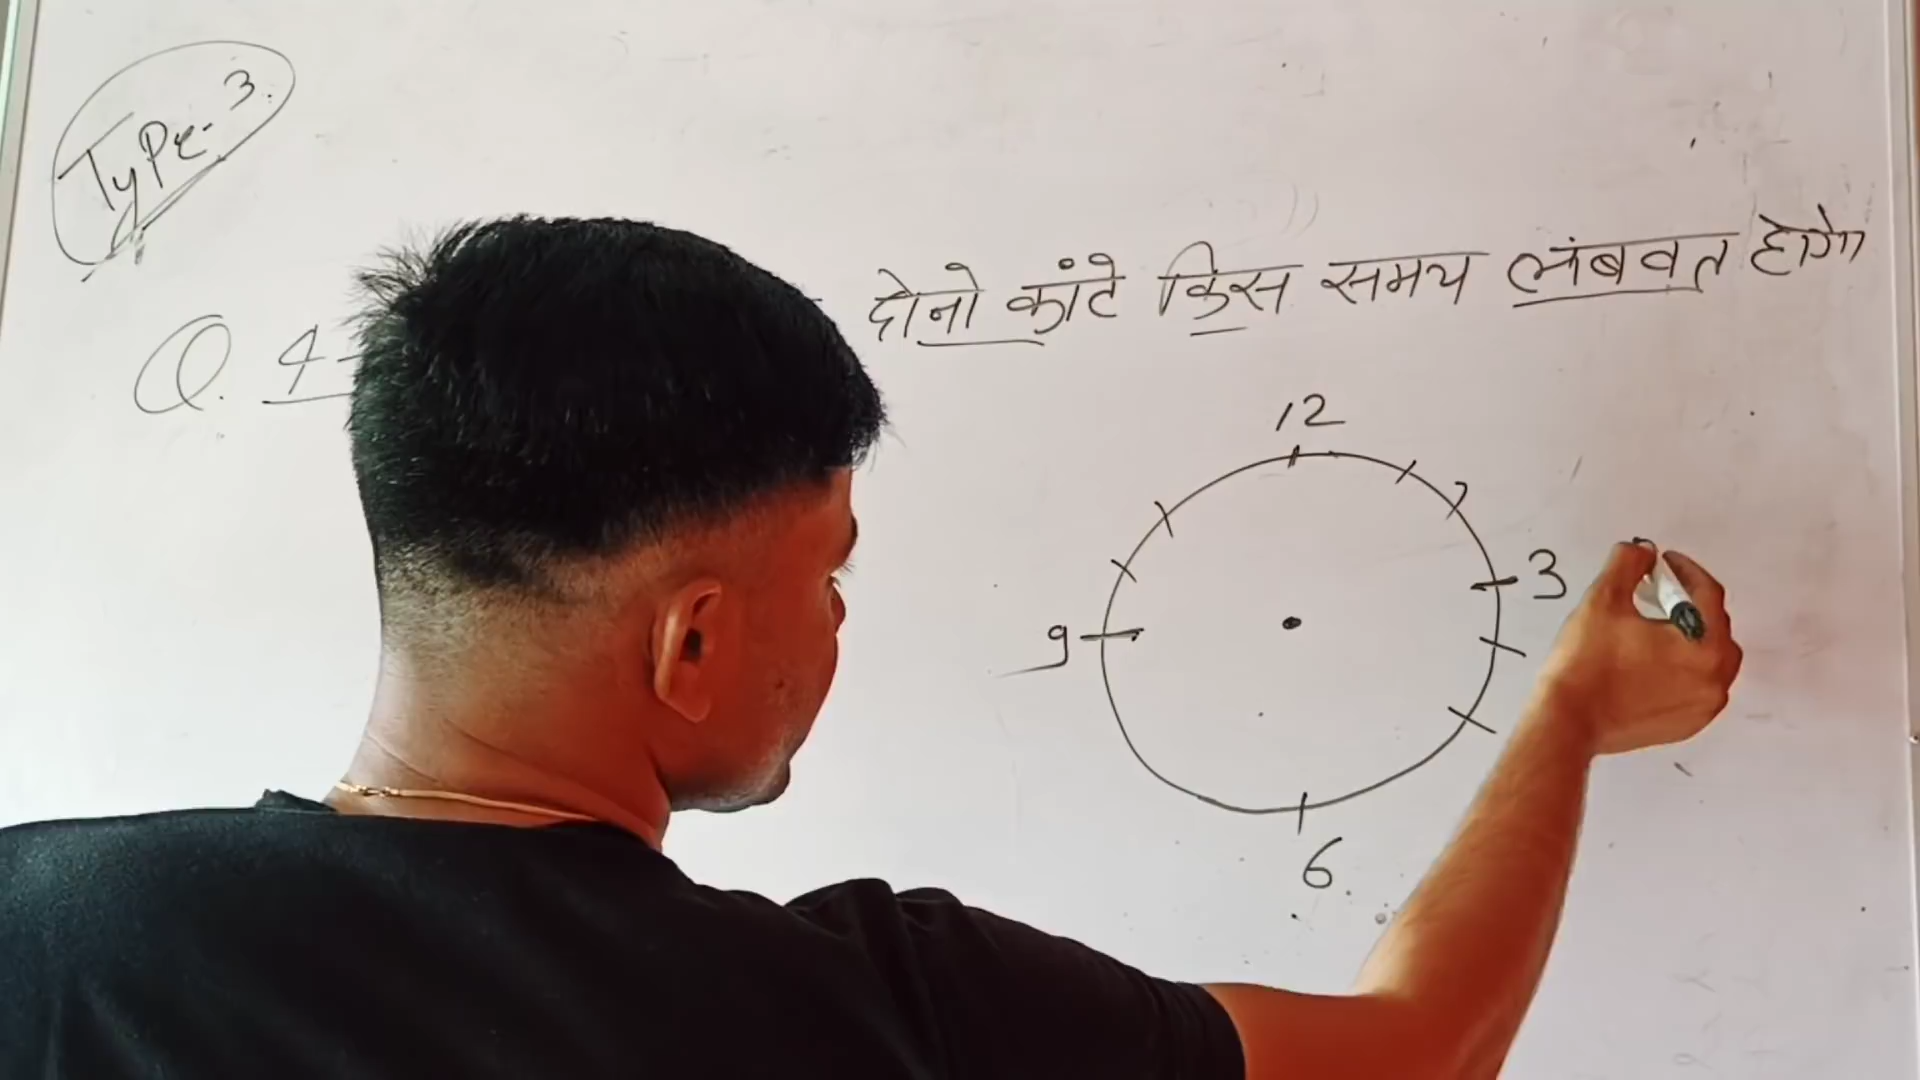 Type-3.
Q. 4-
दोनो कांटे किस समय लंबवत होगे
12
3
9
6